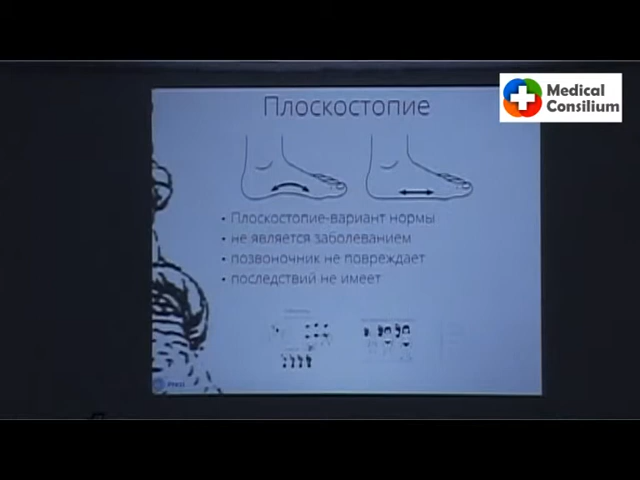 Medical
Consilium
Плоскостопие
• Плоскостопие-вариант нормы
• не является заболеванием
• позвоночник не повреждает
• последствий не имеет